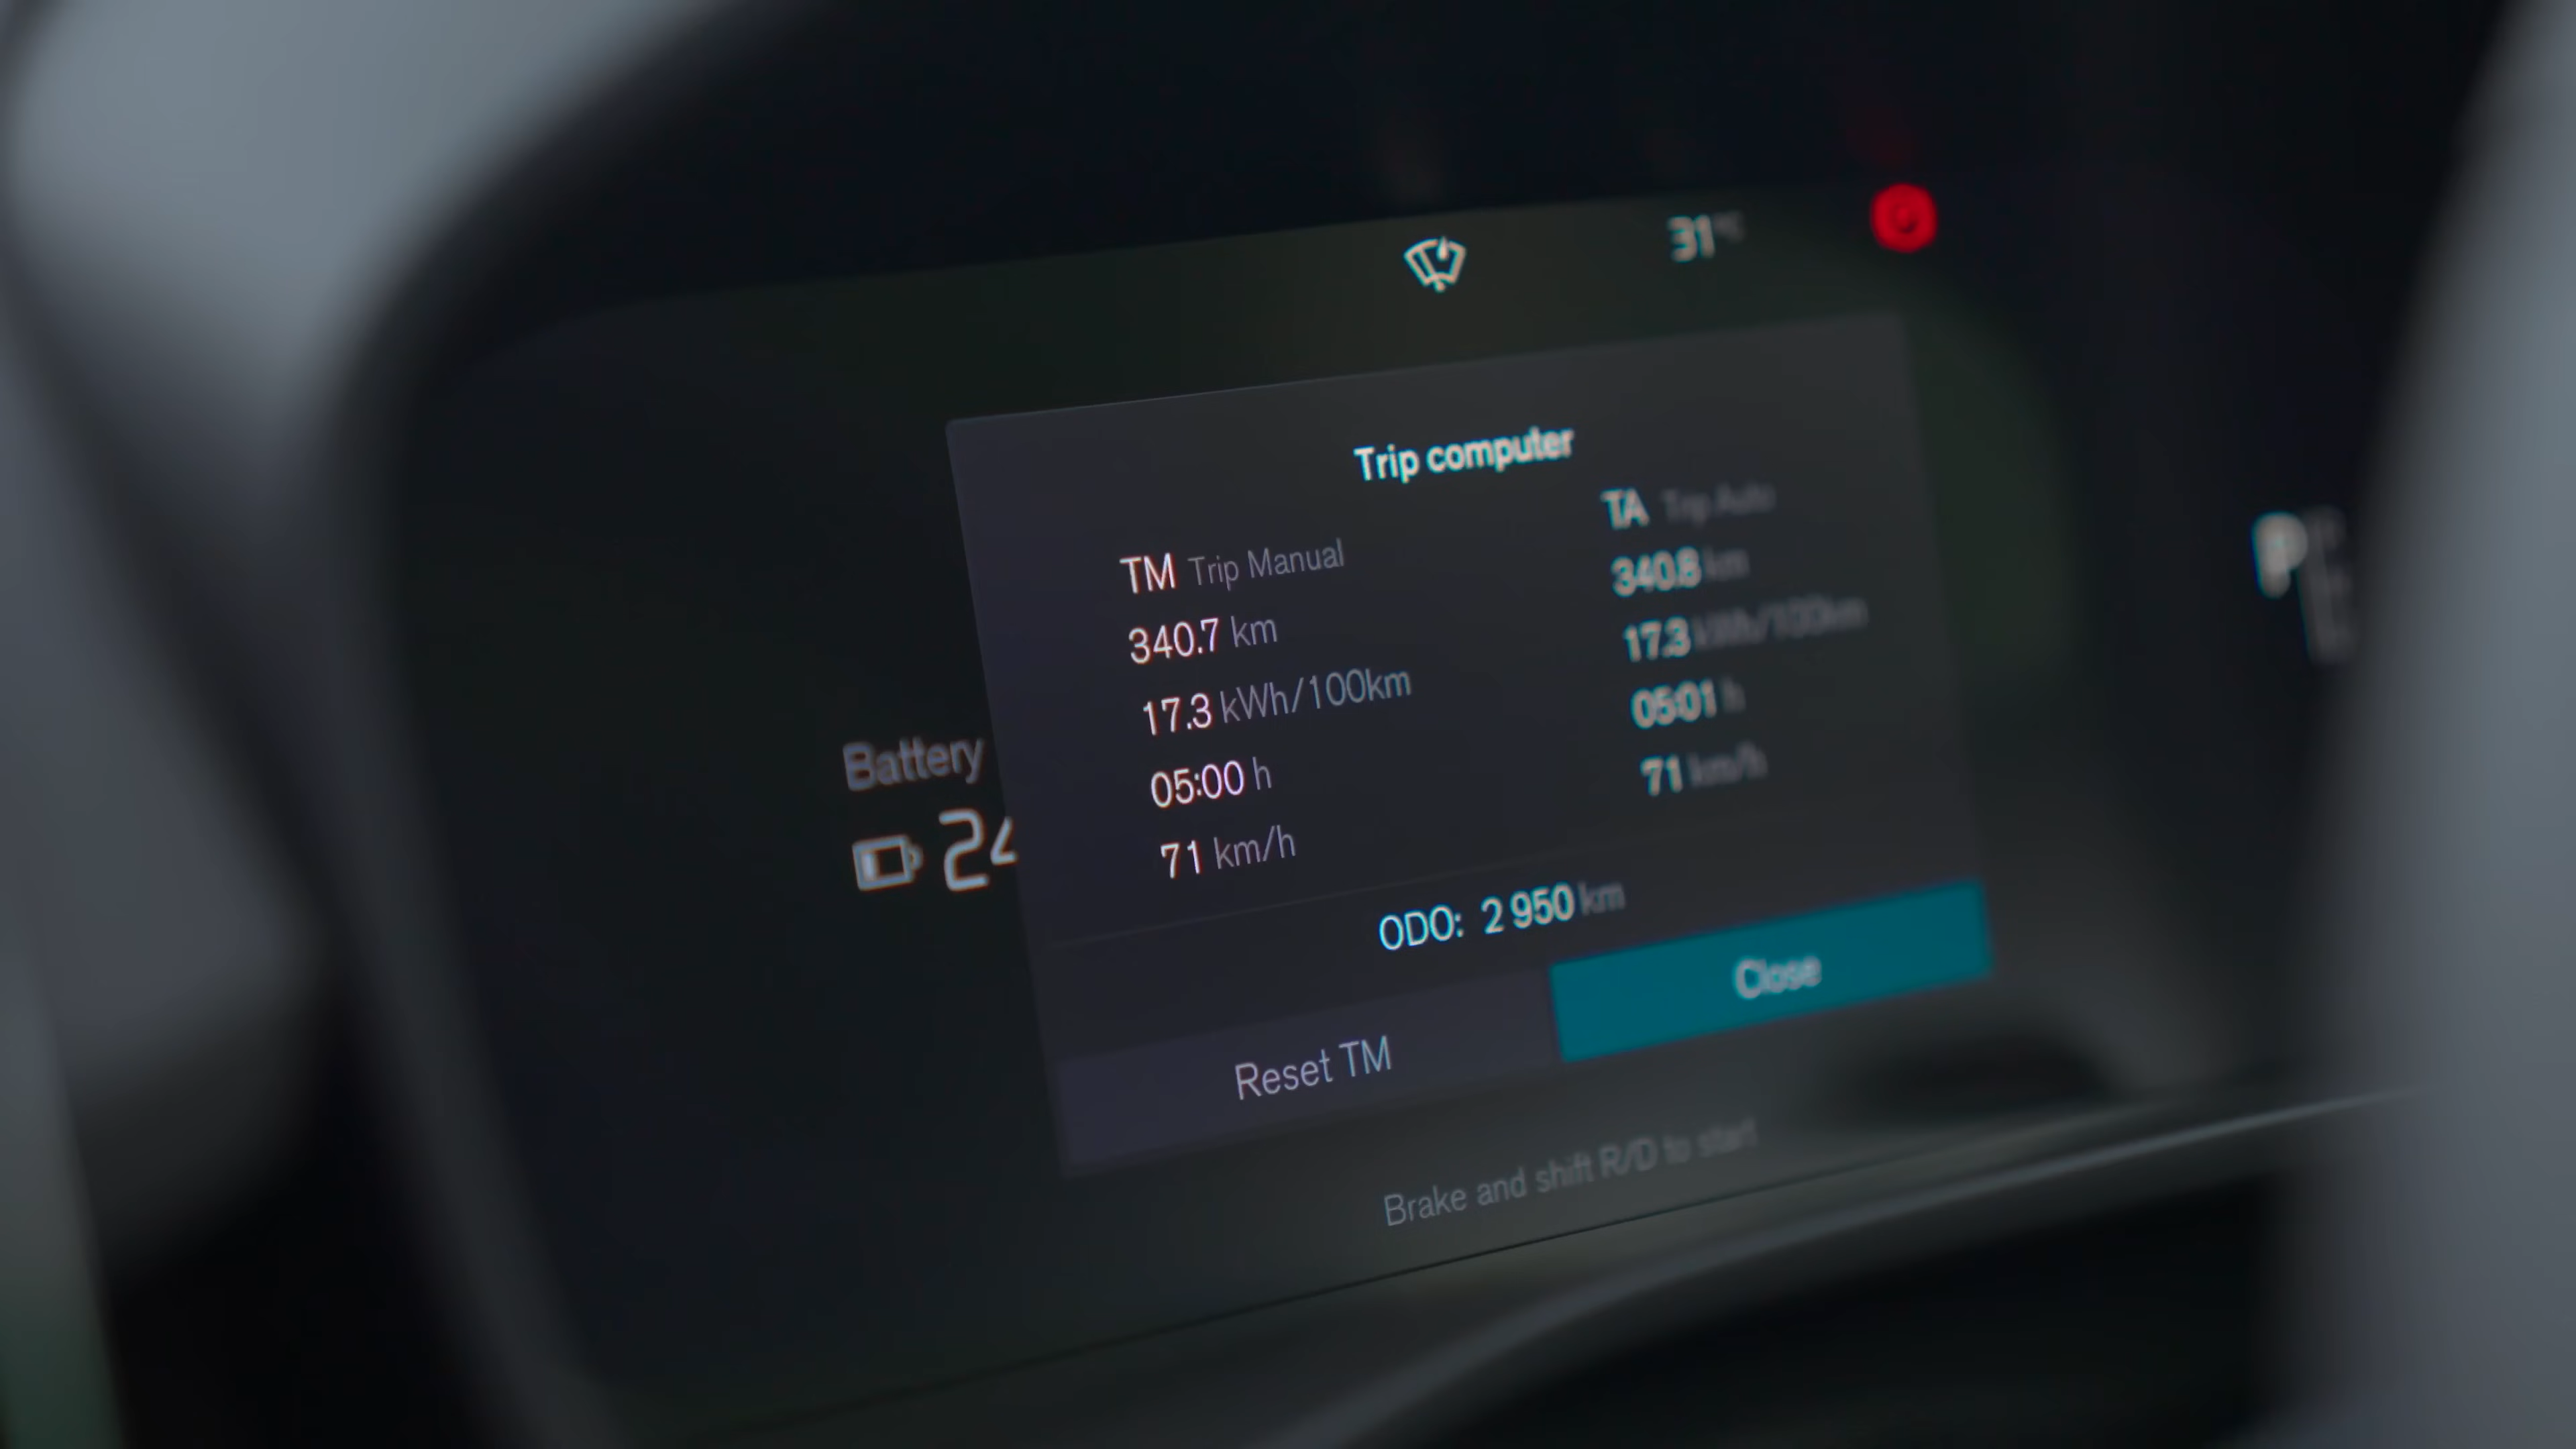 31 °C
Trip computer
TM Trip Manual
340.7 km
17.3 kWh/100km
05:00 h
71 km/h
TA Trip Auto
340.8 km
17.3 kWh/100km
05:01 h
71 km/h
Battery
24
ODO: 2 950 km
Reset TM
Close
Brake and shift R/D to start
P